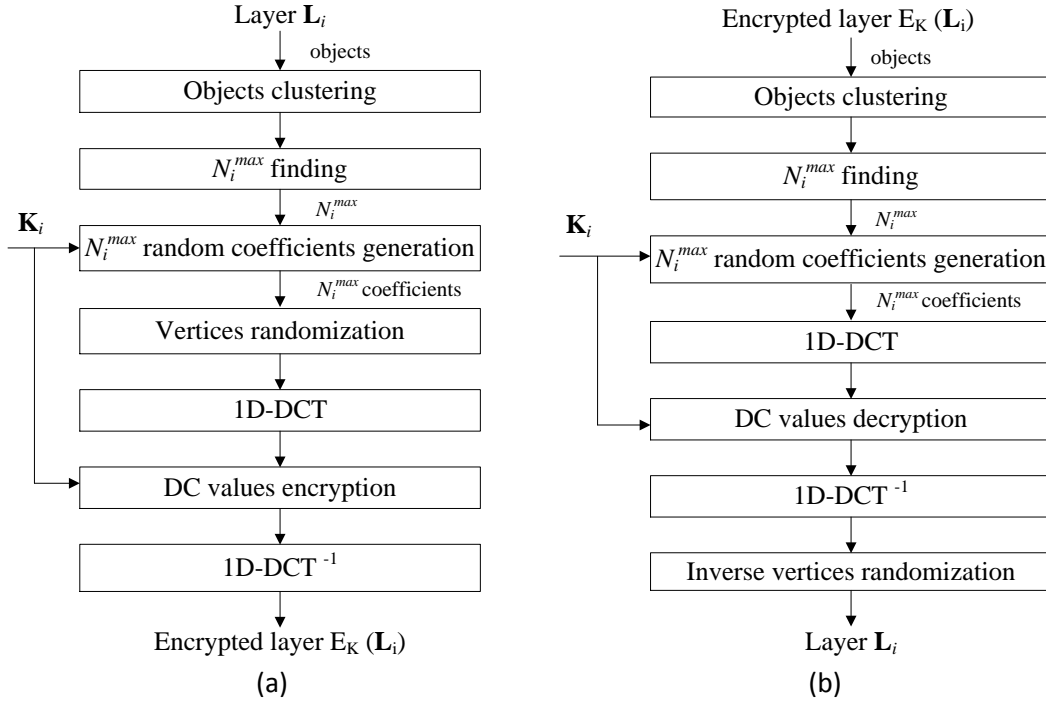 Layer L_i
objects
Objects clustering
N_i^max finding
N_i^max
K_i
N_i^max random coefficients generation
N_i^max coefficients
Vertices randomization
1D-DCT
DC values encryption
1D-DCT ^-1
Encrypted layer E_K (L_i)
(a)
Encrypted layer E_K (L_i)
objects
Objects clustering
N_i^max finding
N_i^max
K_i
N_i^max random coefficients generation
N_i^max coefficients
1D-DCT
DC values decryption
1D-DCT ^-1
Inverse vertices randomization
Layer L_i
(b)